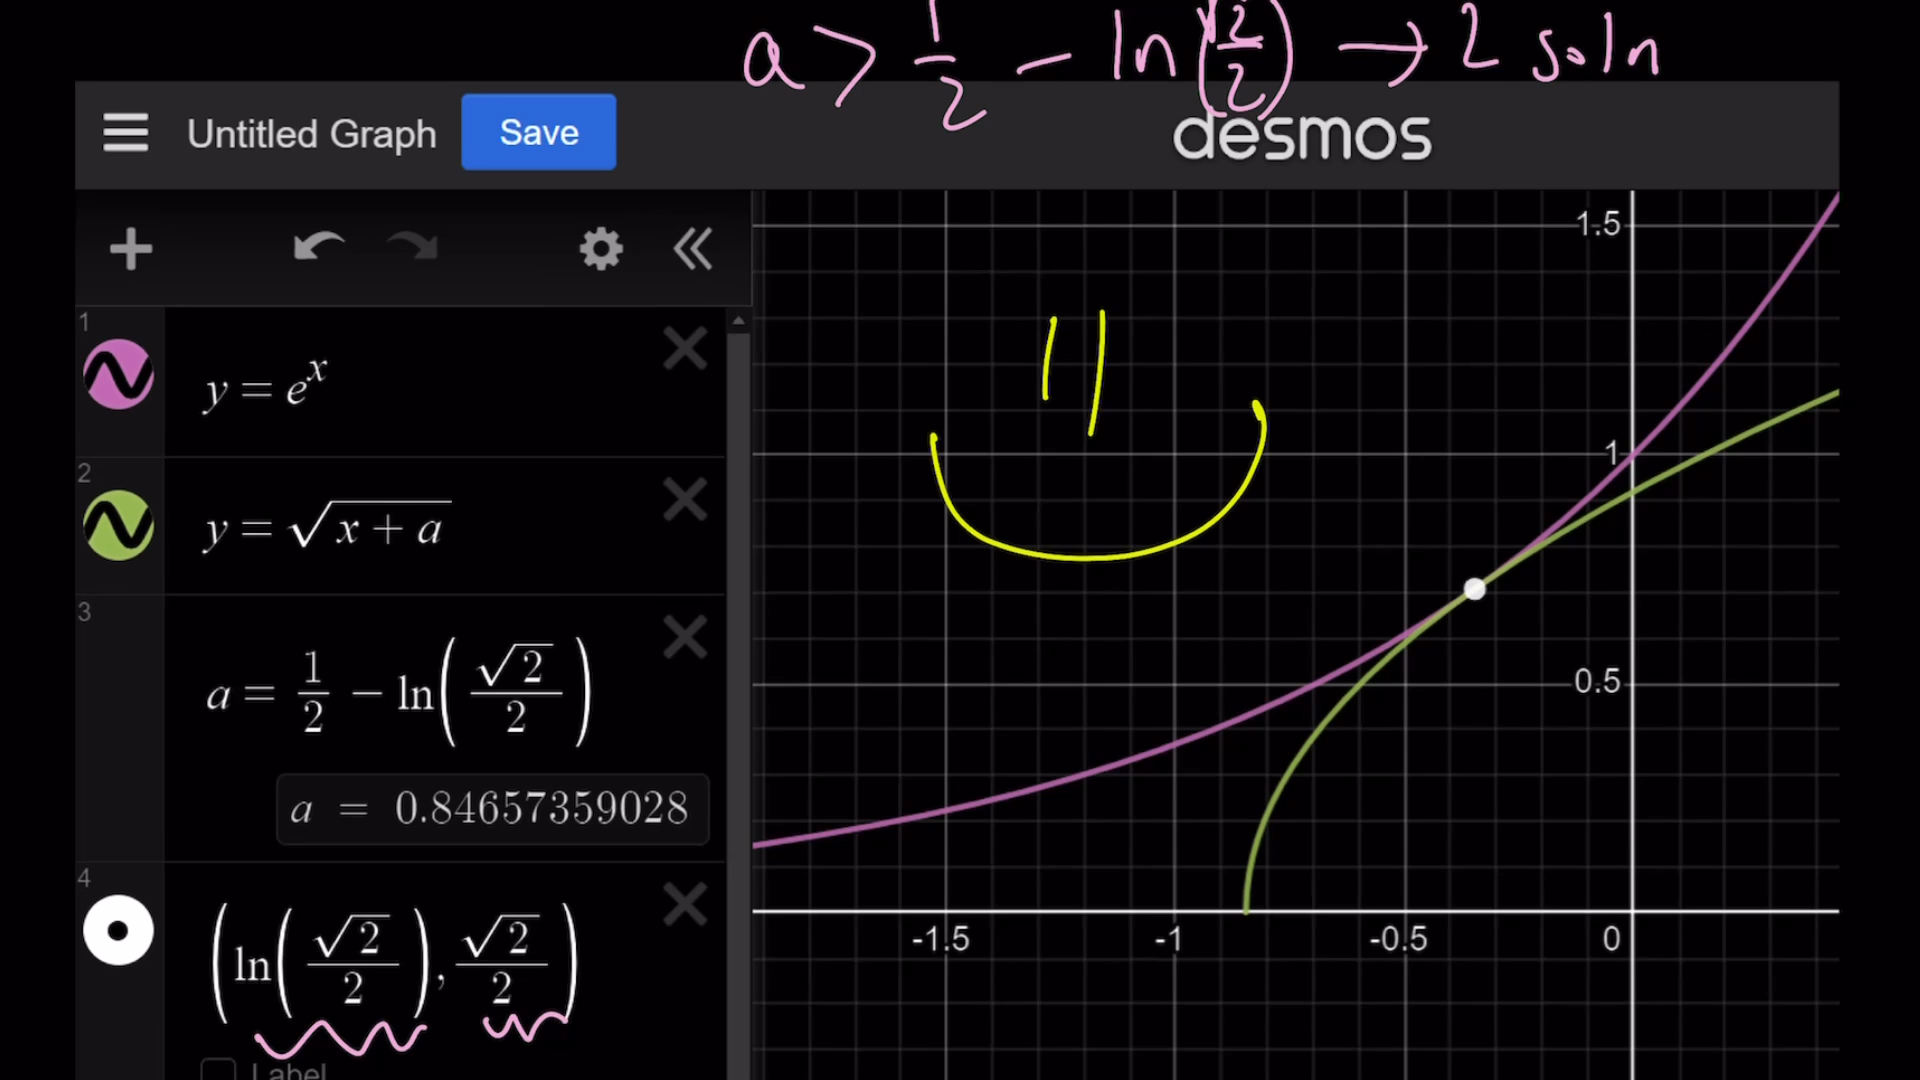 a > 1/2 - ln(√2/2) → 2 soln
Untitled Graph Save desmos
1
y = e^x
2
y = √(x + a)
3
a = 1/2 - ln(√2/2)
a = 0.84657359028
4
(ln(√2/2), √2/2)
Label
1.5
1
0.5
-1.5 -1 -0.5 0